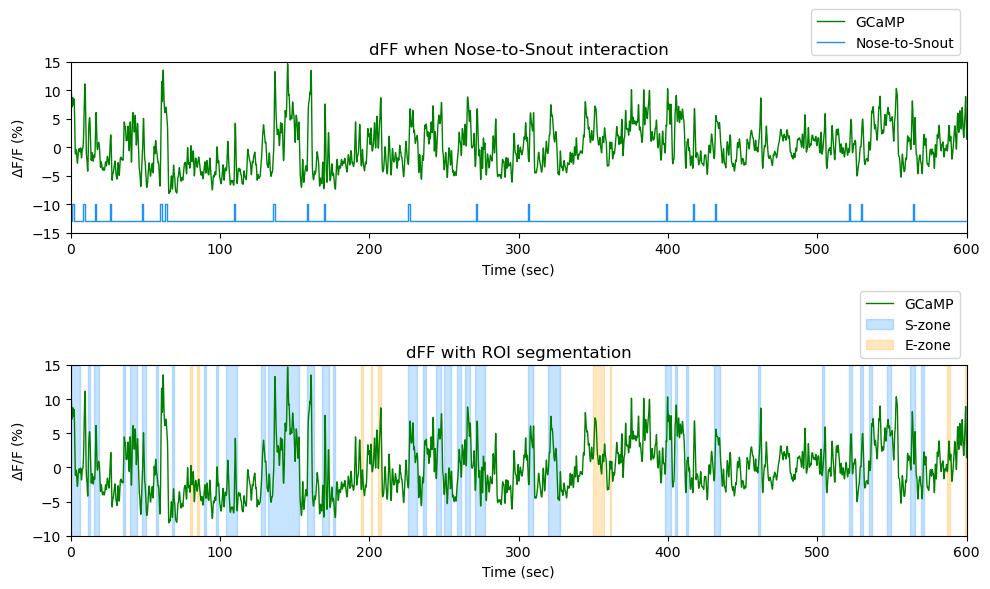 GCaMP
Nose-to-Snout
dFF when Nose-to-Snout interaction
ΔF/F (%)
15
10
5
0
−5
−10
−15
0 100 200 300 400 500 600
Time (sec)
GCaMP
S-zone
E-zone
dFF with ROI segmentation
ΔF/F (%)
15
10
5
0
−5
−10
0 100 200 300 400 500 600
Time (sec)